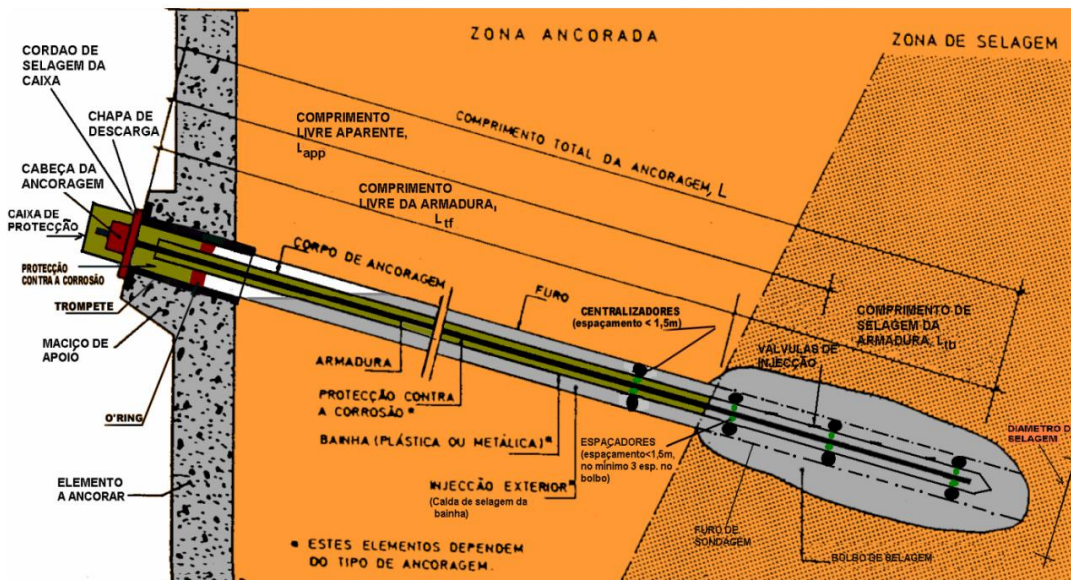 ZONA ANCORADA
ZONA DE SELAGEM
CORDAO DE
SELAGEM DA
CAIXA
CHAPA DE
DESCARGA
CABEÇA DA
ANCORAGEM
CAIXA DE
PROTECÇÃO
PROTECÇÃO
CONTRA A CORROSÃO
TROMPETE
MACIÇO DE
APOIO
O'RING
ELEMENTO
A ANCORAR
COMPRIMENTO TOTAL DA ANCORAGEM, L
COMPRIMENTO
LIVRE APARENTE,
Lapp
COMPRIMENTO
LIVRE DA ARMADURA,
Ltf
CORPO DE ANCORAGEM
FURO
CENTRALIZADORES
(espaçamento < 1,5m)
COMPRIMENTO DE
SELAGEM DA
ARMADURA, Ltb
VÁLVULAS DE
INJECÇÃO
ARMADURA
PROTECÇÃO CONTRA
A CORROSÃO*
BAINHA (PLÁSTICA OU METÁLICA)*
INJECÇÃO EXTERIOR*
(Calda de selagem da
bainha)
ESPAÇADORES
(espaçamento<1,5m,
no mínimo 3 esp. no
bolbo)
DIAMETRO D
SELAGEM
FURO DE
SONDAGEM
BOLBO DE SELAGEM
* ESTES ELEMENTOS DEPENDEM
DO TIPO DE ANCORAGEM.